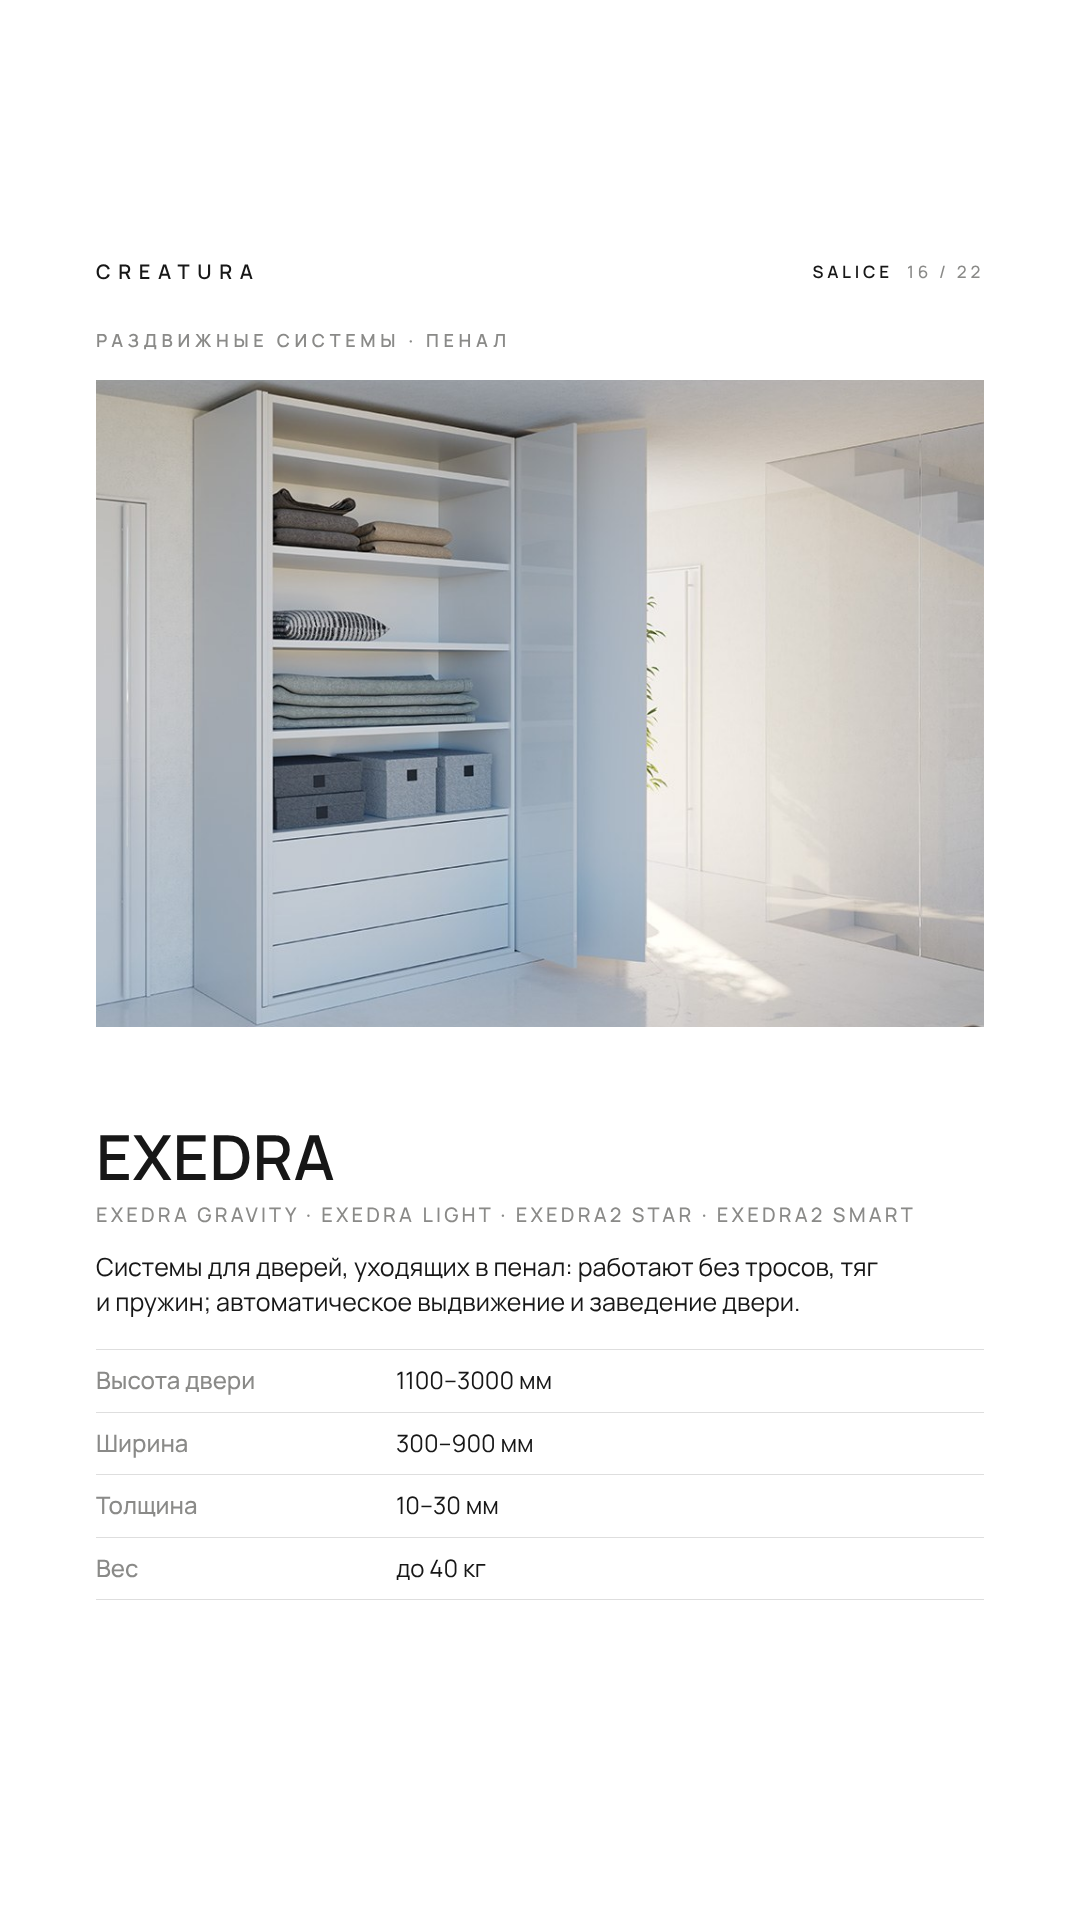 CREATURA
SALICE 16 / 22
РАЗДВИЖНЫЕ СИСТЕМЫ · ПЕНАЛ
EXEDRA
EXEDRA GRAVITY · EXEDRA LIGHT · EXEDRA2 STAR · EXEDRA2 SMART
Системы для дверей, уходящих в пенал: работают без тросов, тяг
и пружин; автоматическое выдвижение и заведение двери.
Высота двери 1100–3000 мм
Ширина 300–900 мм
Толщина 10–30 мм
Вес до 40 кг